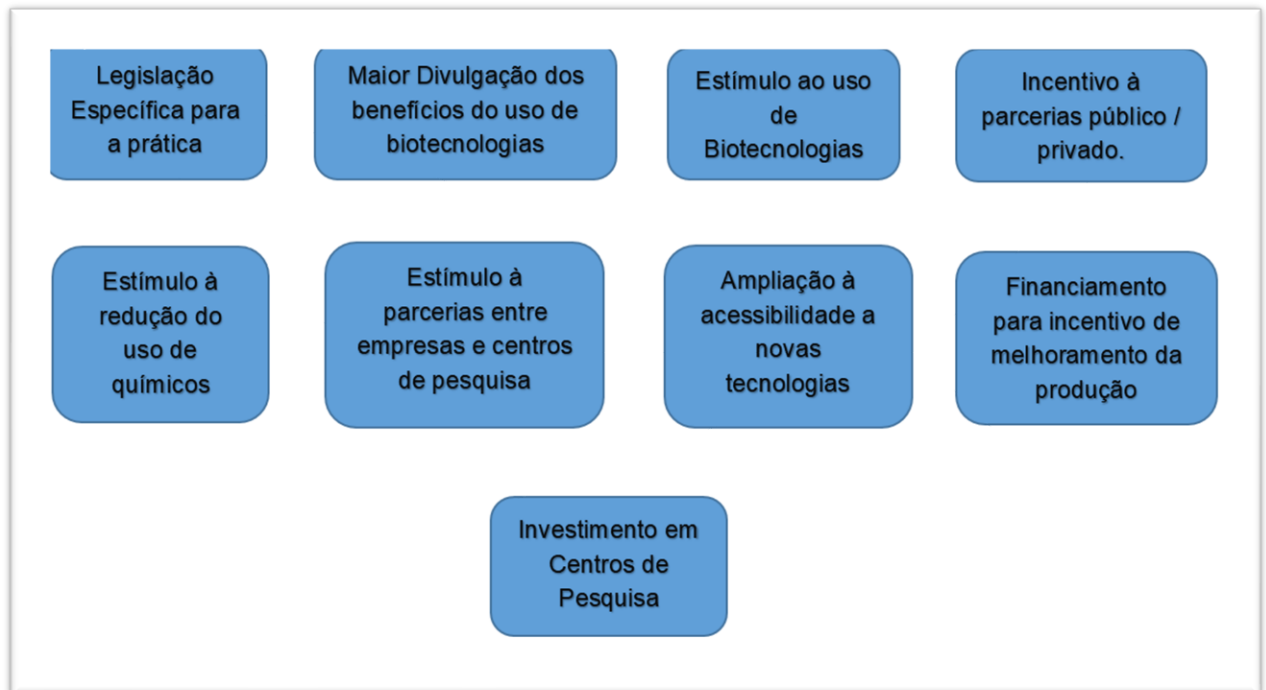 Legislação
Específica para
a prática
Maior Divulgação dos
benefícios do uso de
biotecnologias
Estímulo ao uso
de
Biotecnologias
Incentivo à
parcerias público /
privado.
Estímulo à
redução do
uso de
químicos
Estímulo à
parcerias entre
empresas e centros
de pesquisa
Ampliação à
acessibilidade a
novas
tecnologias
Financiamento
para incentivo de
melhoramento da
produção
Investimento em
Centros de
Pesquisa